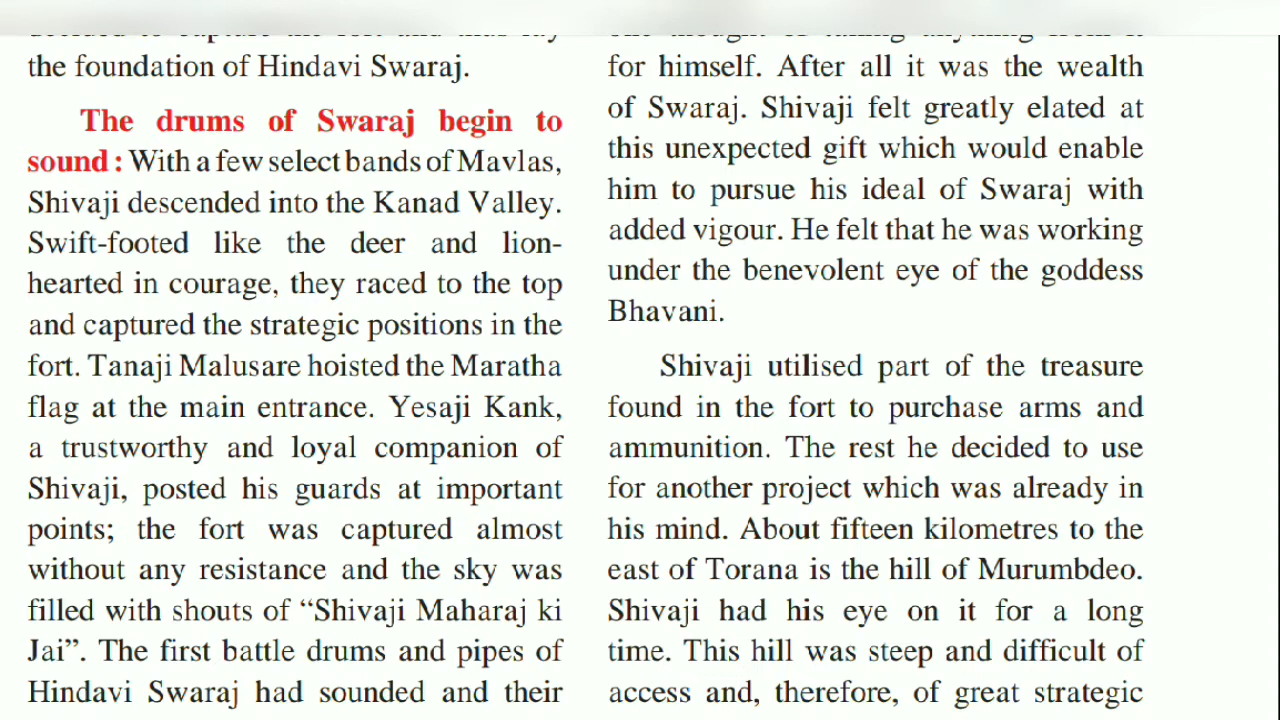 the foundation of Hindavi Swaraj.
The drums of Swaraj begin to
sound : With a few select bands of Mavlas,
Shivaji descended into the Kanad Valley.
Swift-footed like the deer and lion-
hearted in courage, they raced to the top
and captured the strategic positions in the
fort. Tanaji Malusare hoisted the Maratha
flag at the main entrance. Yesaji Kank,
a trustworthy and loyal companion of
Shivaji, posted his guards at important
points; the fort was captured almost
without any resistance and the sky was
filled with shouts of “Shivaji Maharaj ki
Jai”. The first battle drums and pipes of
Hindavi Swaraj had sounded and their
for himself. After all it was the wealth
of Swaraj. Shivaji felt greatly elated at
this unexpected gift which would enable
him to pursue his ideal of Swaraj with
added vigour. He felt that he was working
under the benevolent eye of the goddess
Bhavani.
Shivaji utilised part of the treasure
found in the fort to purchase arms and
ammunition. The rest he decided to use
for another project which was already in
his mind. About fifteen kilometres to the
east of Torana is the hill of Murumbdeo.
Shivaji had his eye on it for a long
time. This hill was steep and difficult of
access and, therefore, of great strategic